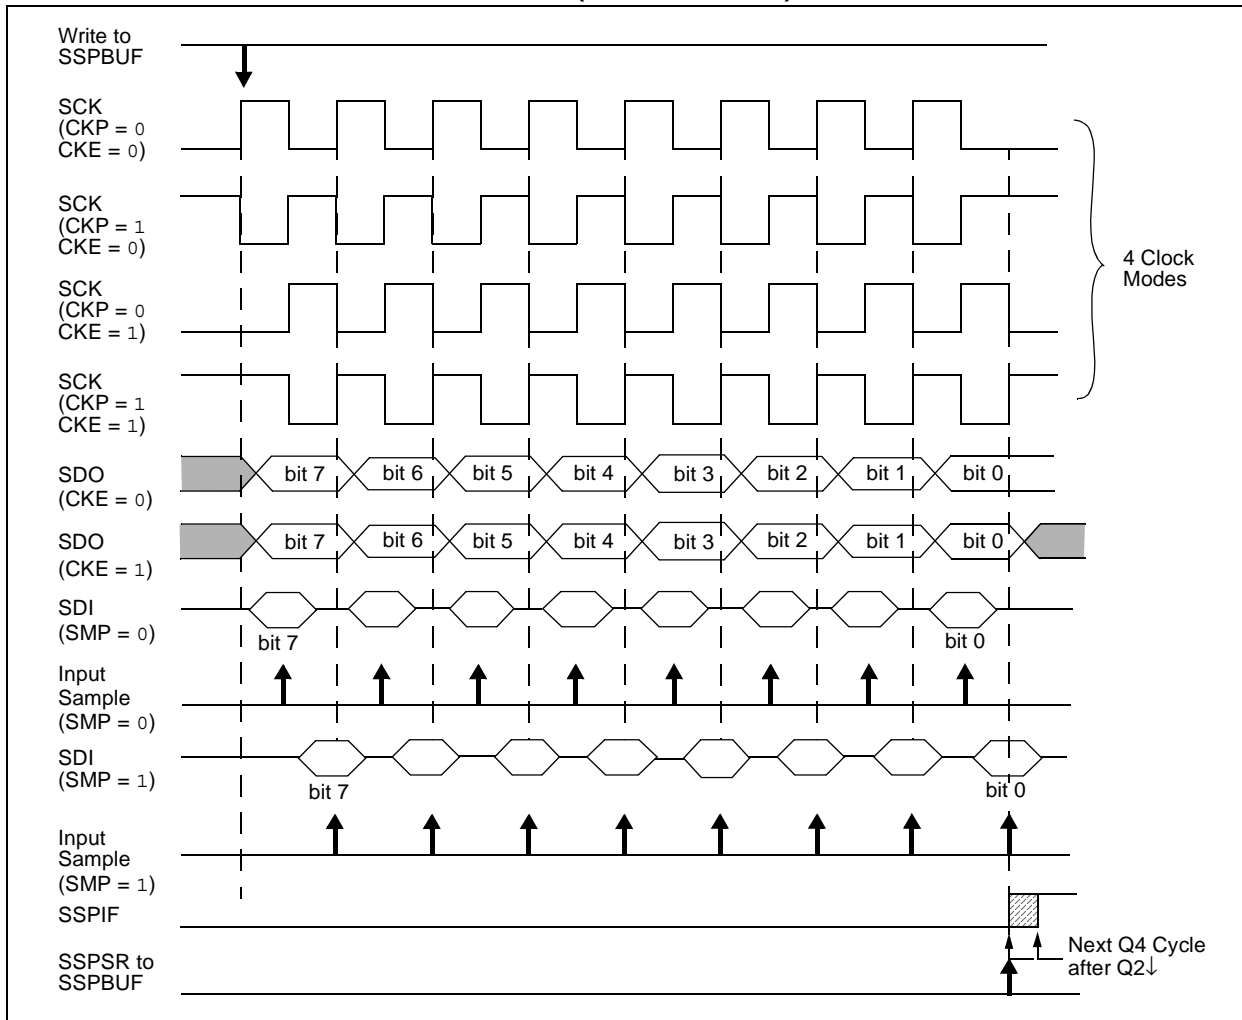 Write to
SSPBUF
SCK
(CKP = 0
CKE = 0)
SCK
(CKP = 1
CKE = 0)
SCK
(CKP = 0
CKE = 1)
4 Clock
Modes
SCK
(CKP = 1
CKE = 1)
SDO
(CKE = 0)
bit 7 bit 6 bit 5 bit 4 bit 3 bit 2 bit 1 bit 0
SDO
(CKE = 1)
bit 7 bit 6 bit 5 bit 4 bit 3 bit 2 bit 1 bit 0
SDI
(SMP = 0)
bit 7 bit 0
Input
Sample
(SMP = 0)
SDI
(SMP = 1)
bit 7 bit 0
Input
Sample
(SMP = 1)
SSPIF
Next Q4 Cycle
after Q2↓
SSPSR to
SSPBUF